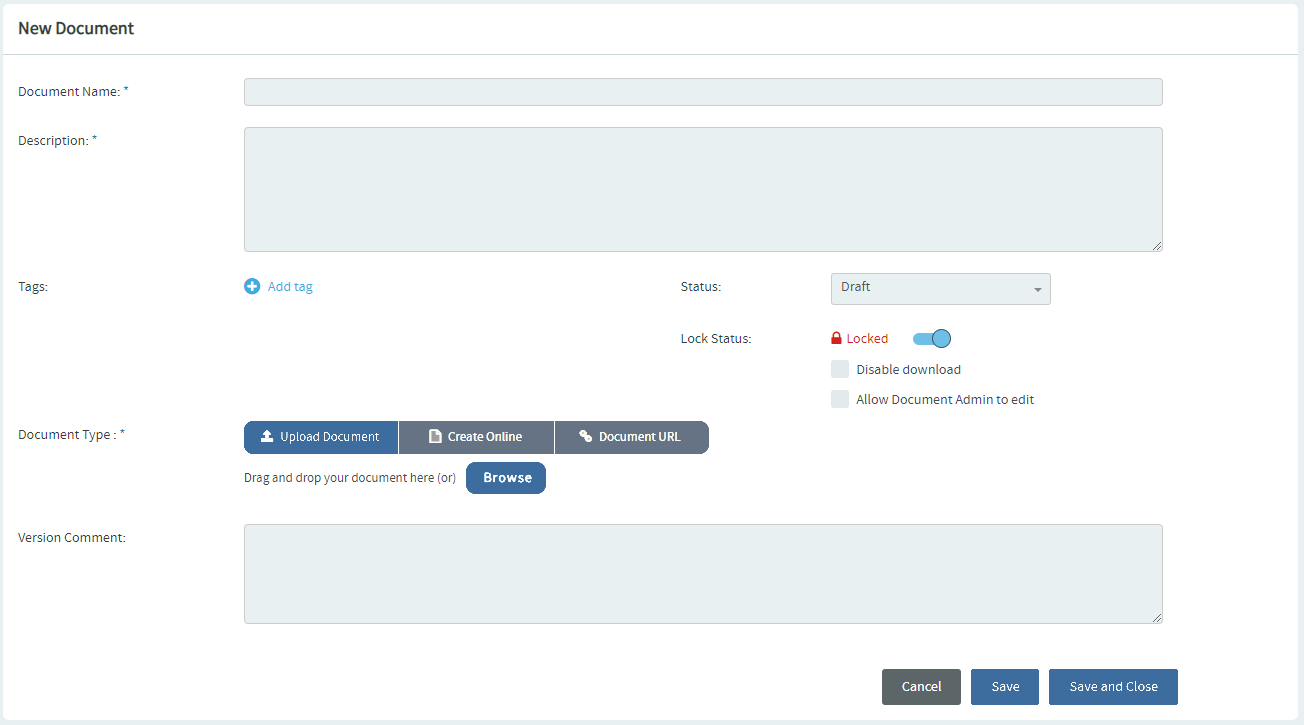 New Document
Document Name: *
Description: *
Tags:
Add tag
Status:
Draft
Lock Status:
Locked
Disable download
Allow Document Admin to edit
Document Type : *
Upload Document
Create Online
Document URL
Drag and drop your document here (or)
Browse
Version Comment:
Cancel
Save
Save and Close